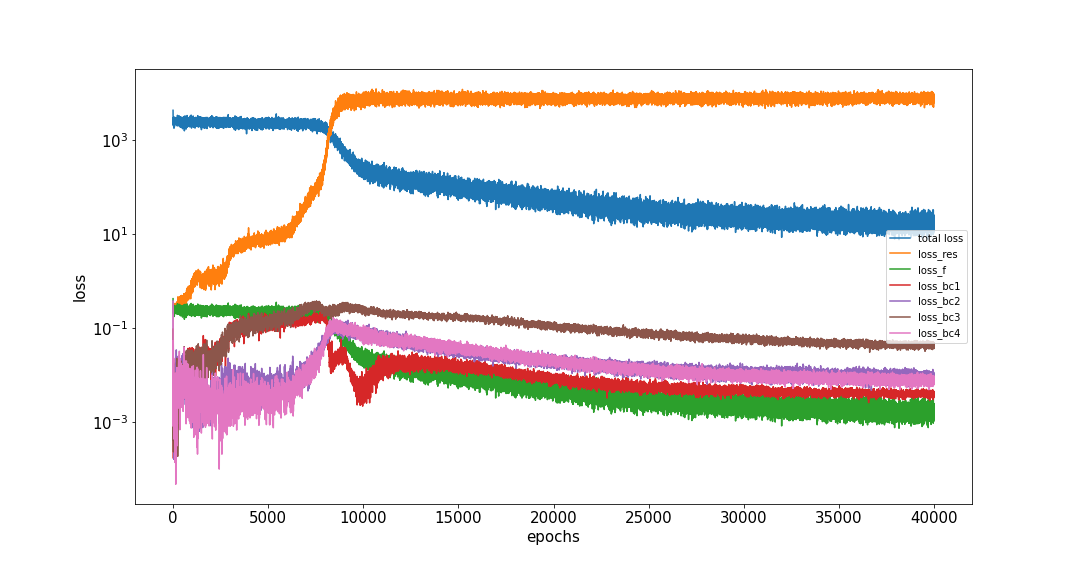 loss
10³
10¹
10⁻¹
10⁻³
total loss
loss_res
loss_f
loss_bc1
loss_bc2
loss_bc3
loss_bc4
0 5000 10000 15000 20000 25000 30000 35000 40000
epochs